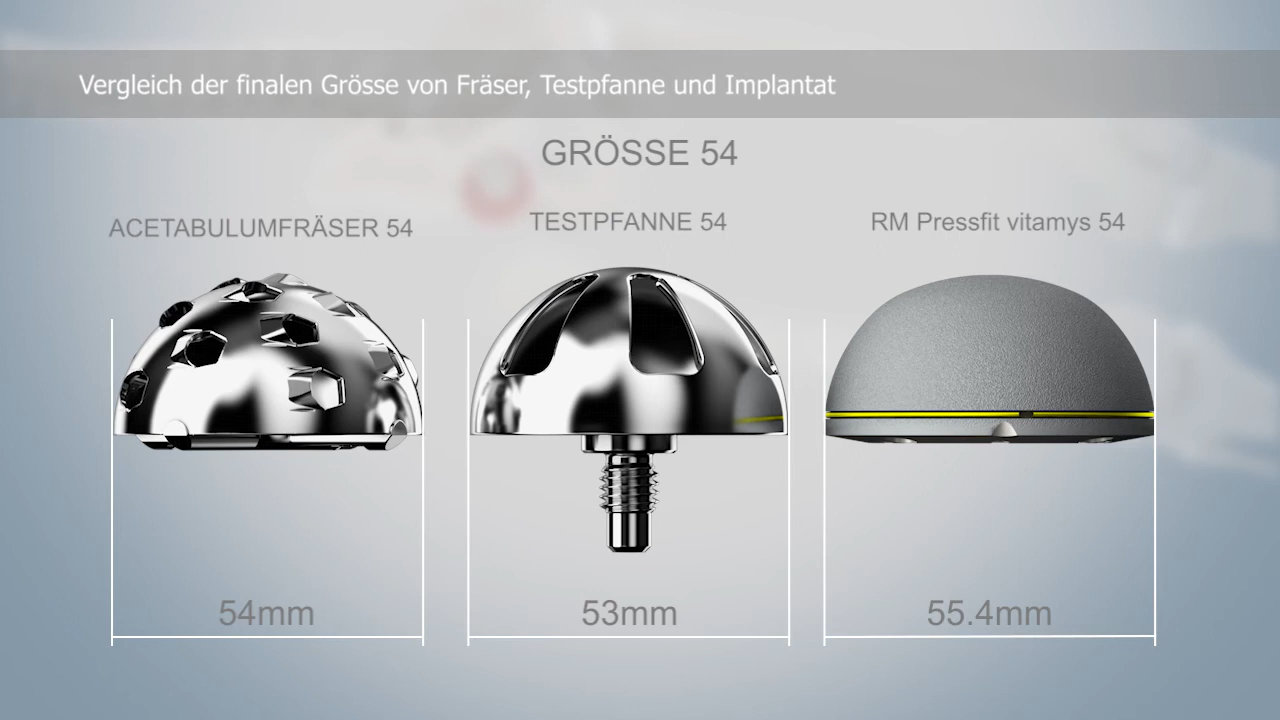 Vergleich der finalen Grösse von Fräser, Testpfanne und Implantat
GRÖSSE 54
ACETABULUMFRÄSER 54
TESTPFANNE 54
RM Pressfit vitamys 54
54mm
53mm
55.4mm